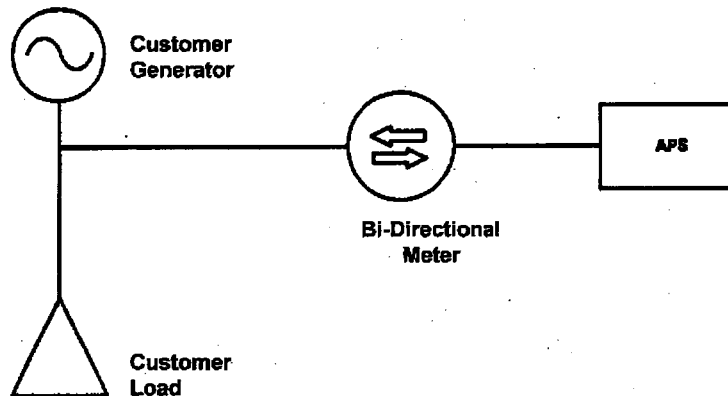 Customer
Generator
APS
Bi-Directional
Meter
Customer
Load